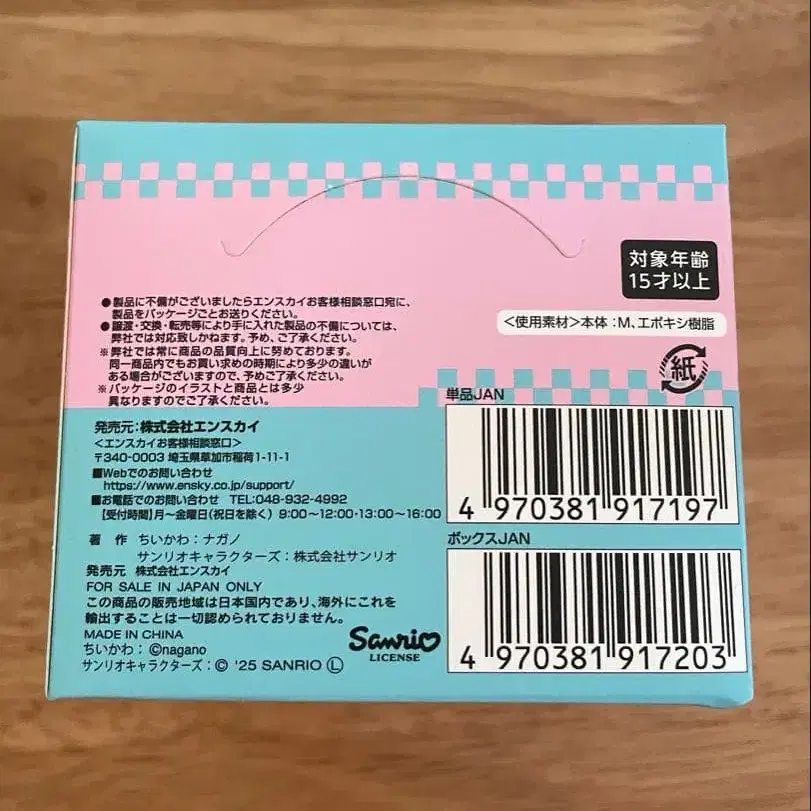 対象年齢
15才以上
●製品に不備がございましたらエンスカイお客様相談窓口宛に、
製品をパッケージごとお送りください。
●譲渡・交換・転売等により手に入れた製品の不備については、
弊社では対応致しかねます。予め、ご了承ください。
※弊社では常に商品の品質向上に努めております。
同一商品内でもお買い求めの時期により多少の違いが
ある場合がございますので、予めご了承ください。
※パッケージのイラストと商品とは多少
異なりますのでご了承ください。
<使用素材>本体:M、エポキシ樹脂
紙
発売元:株式会社エンスカイ
<エンスカイお客様相談窓口>
〒340-0003 埼玉県草加市稲荷1-11-1
■Webでのお問い合わせ
https://www.ensky.co.jp/support/
■お電話でのお問い合わせ TEL:048-932-4992
【受付時間】月～金曜日(祝日を除く) 9:00～12:00・13:00～16:00
著 作 ちいかわ:ナガノ
サンリオキャラクターズ:株式会社サンリオ
発売元 株式会社エンスカイ
FOR SALE IN JAPAN ONLY
この商品の販売地域は日本国内であり、海外にこれを
輸出することは一切認められておりません。
MADE IN CHINA
ちいかわ:©nagano
サンリオキャラクターズ:© '25 SANRIO Ⓛ
Sanrio
LICENSE
単品JAN
4 970381 917197
ボックスJAN
4 970381 917203